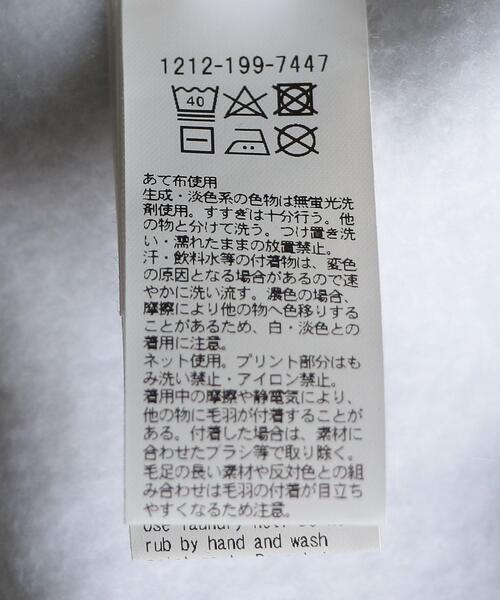 1212-199-7447
40
あて布使用
生成・淡色系の色物は無蛍光洗
剤使用。すすぎは十分行う。他
の物と分けて洗う。つけ置き洗
い・濡れたままの放置禁止。
汗・飲料水等の付着物は、変色
の原因となる場合があるので速
やかに洗い流す。濃色の場合、
摩擦により他の物へ色移りする
ことがあるため、白・淡色との
着用に注意。
ネット使用。プリント部分はも
み洗い禁止・アイロン禁止。
着用中の摩擦や静電気により、
他の物に毛羽が付着することが
ある。付着した場合は、素材に
合わせたブラシ等で取り除く。
毛足の長い素材や反対色との組
み合わせは毛羽の付着が目立ち
やすくなるため注意。
rub by hand and wash